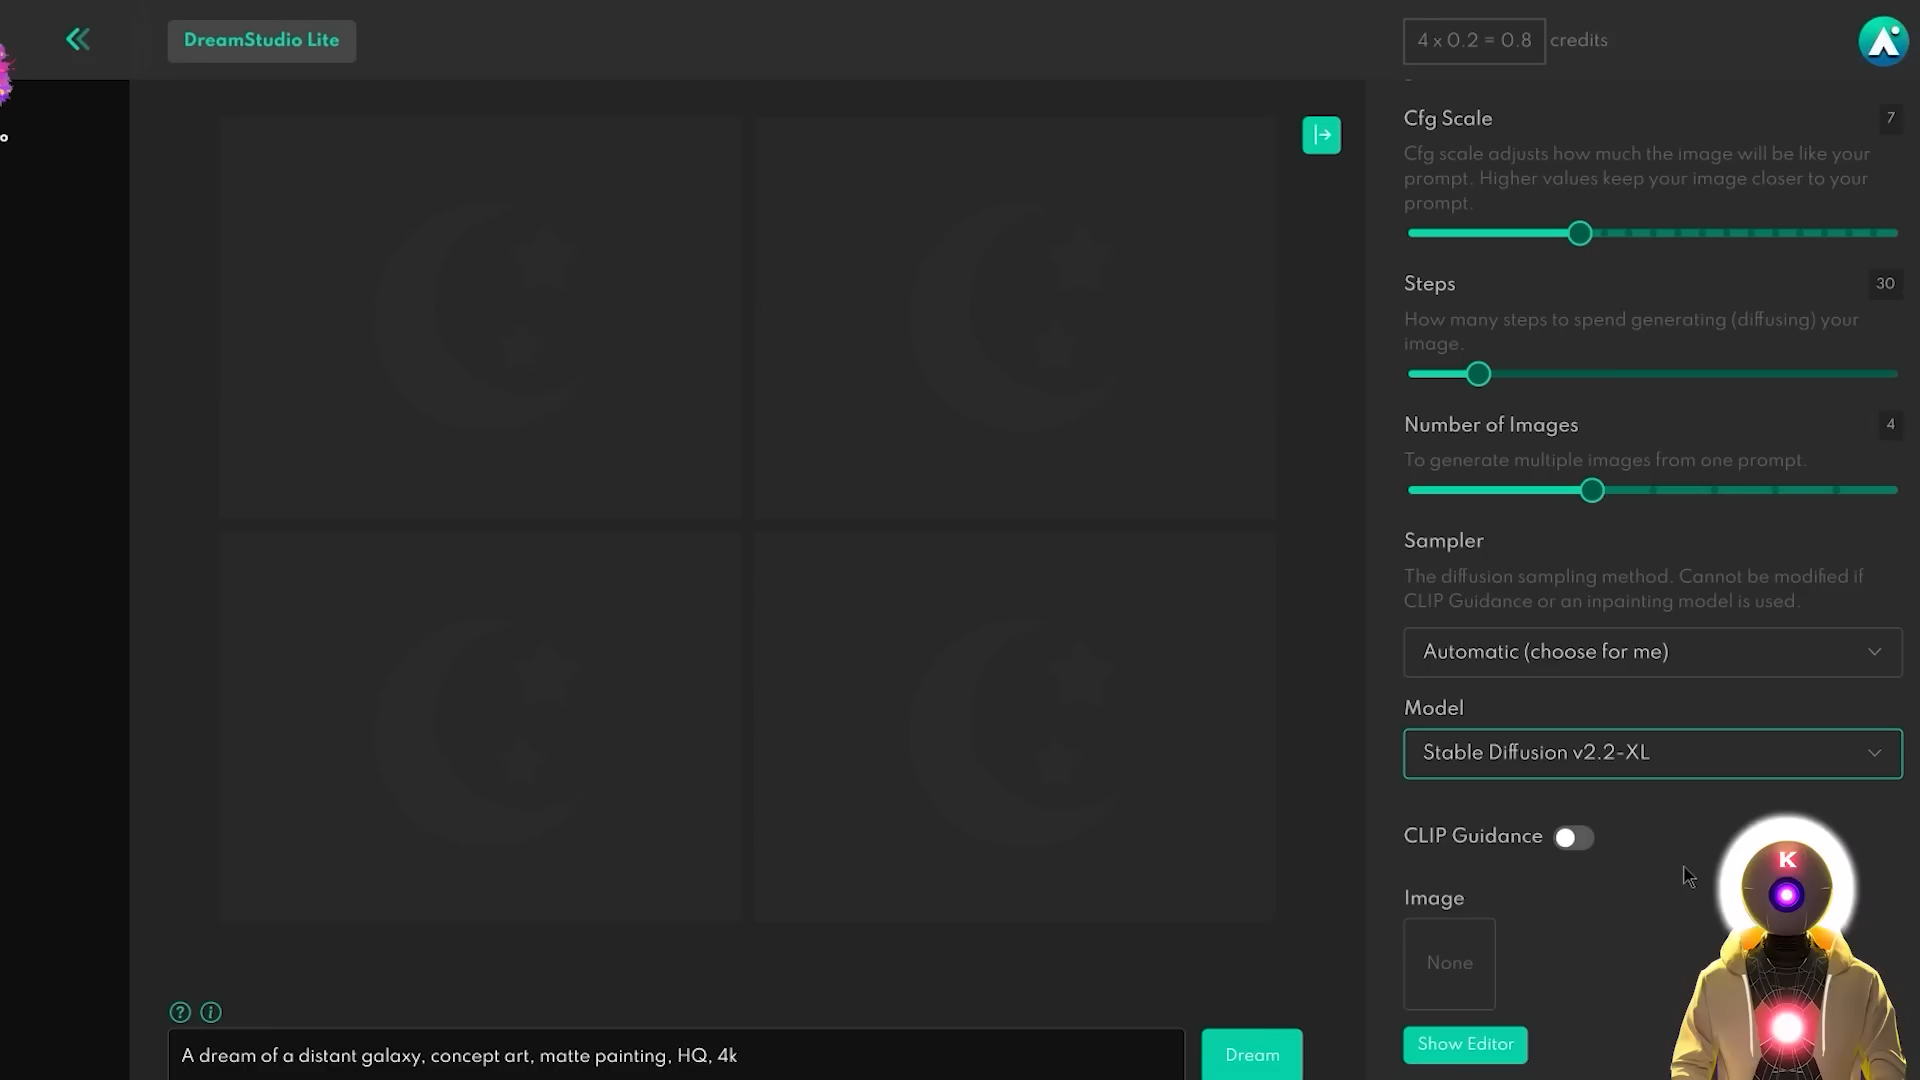 DreamStudio Lite
4 x 0.2 = 0.8 credits
o
Cfg Scale
7
Cfg scale adjusts how much the image will be like your
prompt. Higher values keep your image closer to your
prompt.
Steps
30
How many steps to spend generating (diffusing) your
image.
Number of Images
4
To generate multiple images from one prompt.
Sampler
The diffusion sampling method. Cannot be modified if
CLIP Guidance or an inpainting model is used.
Automatic (choose for me)
Model
Stable Diffusion v2.2-XL
CLIP Guidance
K
Image
None
Show Editor
? i
A dream of a distant galaxy, concept art, matte painting, HQ, 4k
Dream